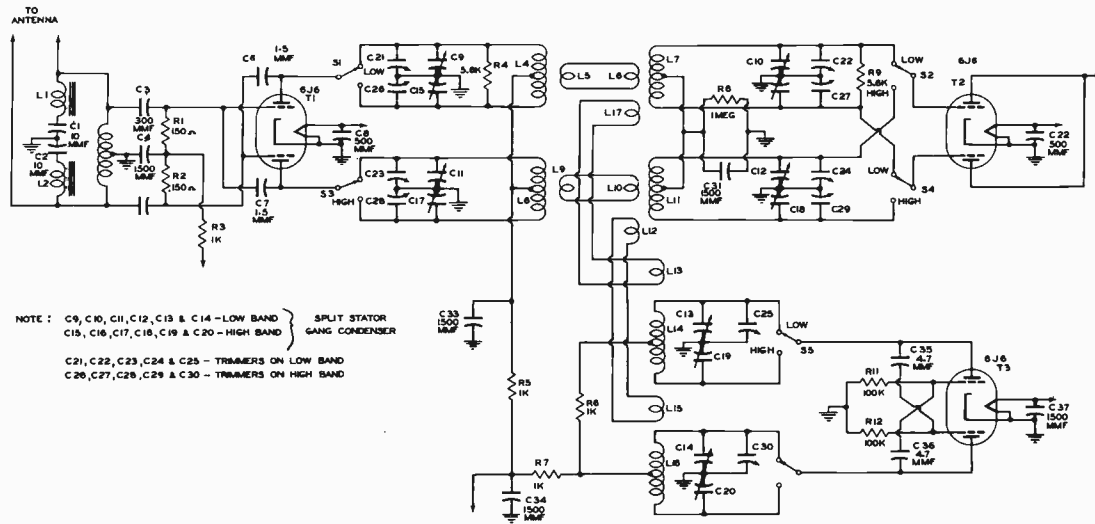 TO
ANTENNA
L1
C1
10
MMF
C2
10
MMF
L2
C3
300
MMF
C4
1500
MMF
R1
150Ω
R2
150Ω
R3
1K
C6
1-5
MMF
C7
1-5
MMF
6J6
T1
C8
500
MMF
S1
LOW
S3
HIGH
C21
C26
C9
C15
R4
5.6K
L4
C23
C28
C11
C17
L8
L5
L6
L17
L9
L10
L12
L13
L7
L11
R6
1MEG
C31
1500
MMF
C10
C22
C27
R9
5.6K
HIGH
LOW
S2
C12
C24
C18
C29
LOW
S4
HIGH
6J6
T2
C22
500
MMF
NOTE : C9, C10, C11, C12, C13 & C14 - LOW BAND
C15, C16, C17, C18, C19 & C20 - HIGH BAND
SPLIT STATOR
GANG CONDENSER
C21, C22, C23, C24 & C25 - TRIMMERS ON LOW BAND
C26, C27, C28, C29 & C30 - TRIMMERS ON HIGH BAND
C33
1500
MMF
R5
1K
R6
1K
R7
1K
C34
1500
MMF
L14
C13
C19
C25
LOW
HIGH
S5
L15
L16
C14
C20
C30
R11
100K
R12
100K
C35
4.7
MMF
C36
4.7
MMF
6J6
T3
C37
1500
MMF